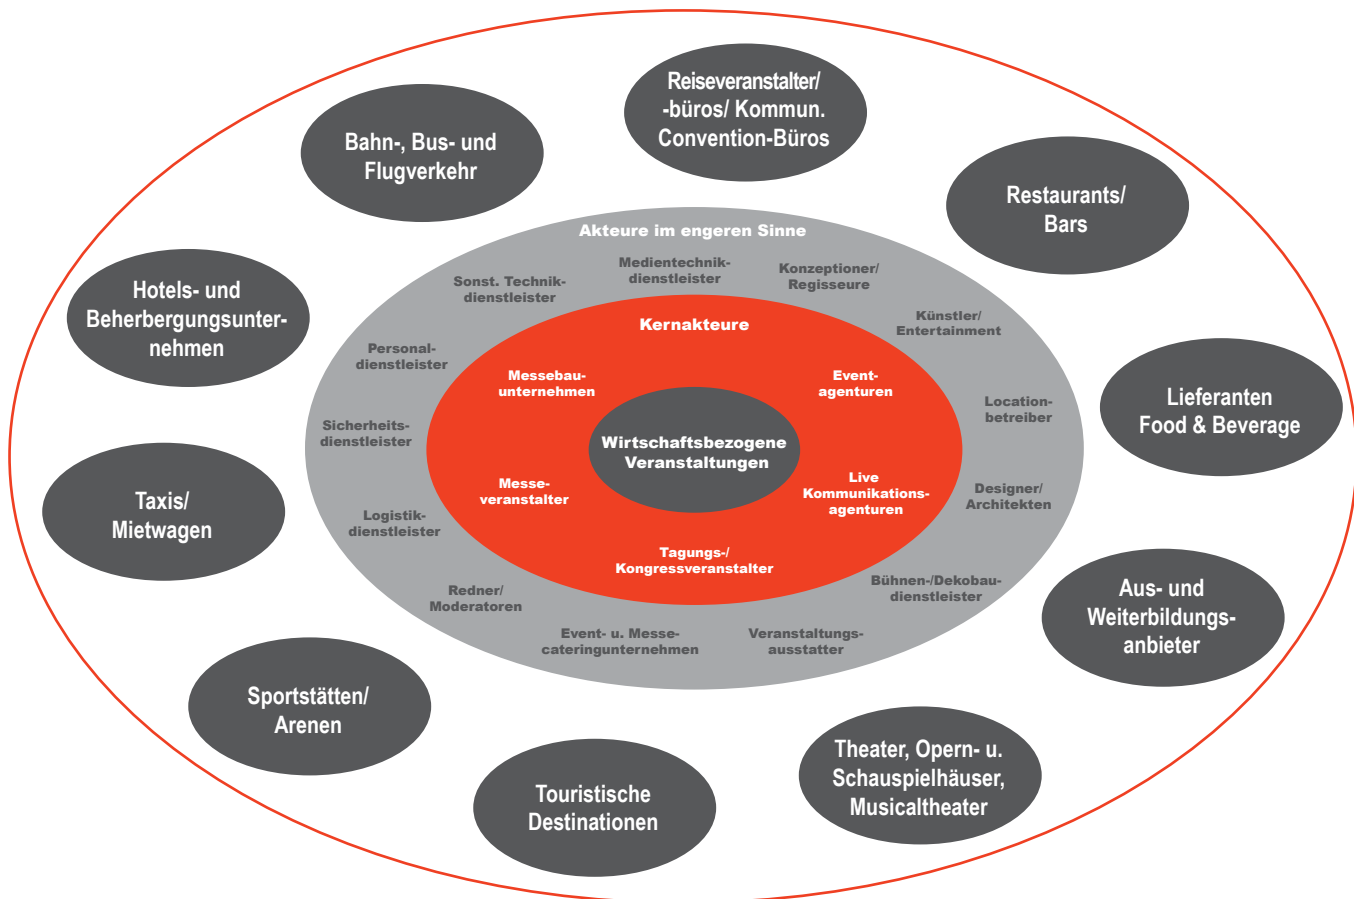 Reiseveranstalter/
-büros/ Kommun.
Convention-Büros
Bahn-, Bus- und
Flugverkehr
Restaurants/
Bars
Hotels- und
Beherbergungsunter-
nehmen
Lieferanten
Food & Beverage
Taxis/
Mietwagen
Aus- und
Weiterbildungs-
anbieter
Sportstätten/
Arenen
Touristische
Destinationen
Theater, Opern- u.
Schauspielhäuser,
Musicaltheater
Akteure im engeren Sinne
Medientechnik-
dienstleister
Konzeptioner/
Regisseure
Sonst. Technik-
dienstleister
Künstler/
Entertainment
Personal-
dienstleister
Location-
betreiber
Sicherheits-
dienstleister
Designer/
Architekten
Logistik-
dienstleister
Bühnen-/Dekobau-
dienstleister
Redner/
Moderatoren
Event- u. Messe-
cateringunternehmen
Veranstaltungs-
ausstatter
Kernakteure
Messebau-
unternehmen
Event-
agenturen
Messe-
veranstalter
Live
Kommunikations-
agenturen
Tagungs-/
Kongressveranstalter
Wirtschaftsbezogene
Veranstaltungen